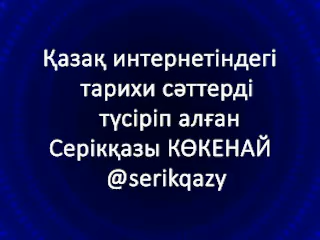 Қазақ интернетіндегі
тарихи сәттерді
түсіріп алған
Серікқазы КӨКЕНАЙ
@serikqazy